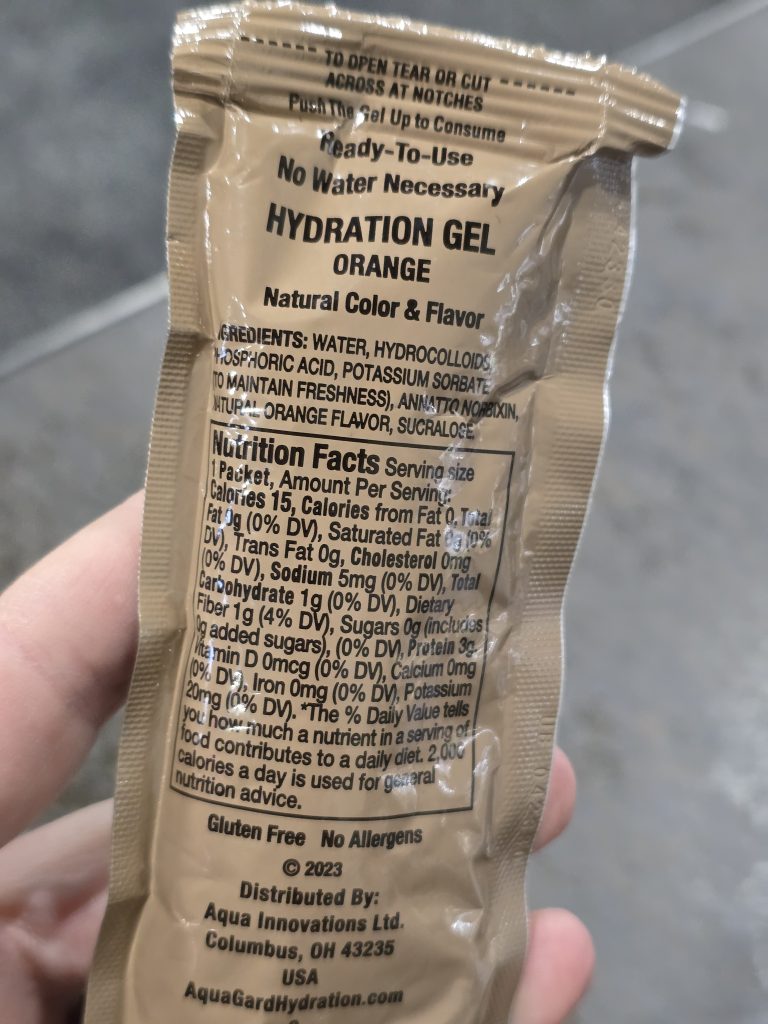 TO OPEN TEAR OR CUT
ACROSS AT NOTCHES
Push The Gel Up to Consume
Ready-To-Use
No Water Necessary
HYDRATION GEL
ORANGE
Natural Color & Flavor
GREDIENTS: WATER, HYDROCOLLOIDS,
HOSPHORIC ACID, POTASSIUM SORBATE
TO MAINTAIN FRESHNESS), ANNATTO NORBIXIN,
ATURAL ORANGE FLAVOR, SUCRALOSE
Nutrition Facts Serving size
1 Packet, Amount Per Serving:
Calories 15, Calories from Fat 0, Total
Fat 0g (0% DV), Saturated Fat 0g (0%
DV), Trans Fat 0g, Cholesterol 0mg
(0% DV), Sodium 5mg (0% DV), Total
Carbohydrate 1g (0% DV), Dietary
Fiber 1g (4% DV), Sugars 0g (includes
0g added sugars), (0% DV), Protein 3g,
Vitamin D 0mcg (0% DV), Calcium 0mg
(0% DV), Iron 0mg (0% DV), Potassium
20mg (0% DV). *The % Daily Value tells
you how much a nutrient in a serving of
food contributes to a daily diet. 2,000
calories a day is used for general
nutrition advice.
Gluten Free No Allergens
© 2023
Distributed By:
Aqua Innovations Ltd.
Columbus, OH 43235
USA
AquaGardHydration.com